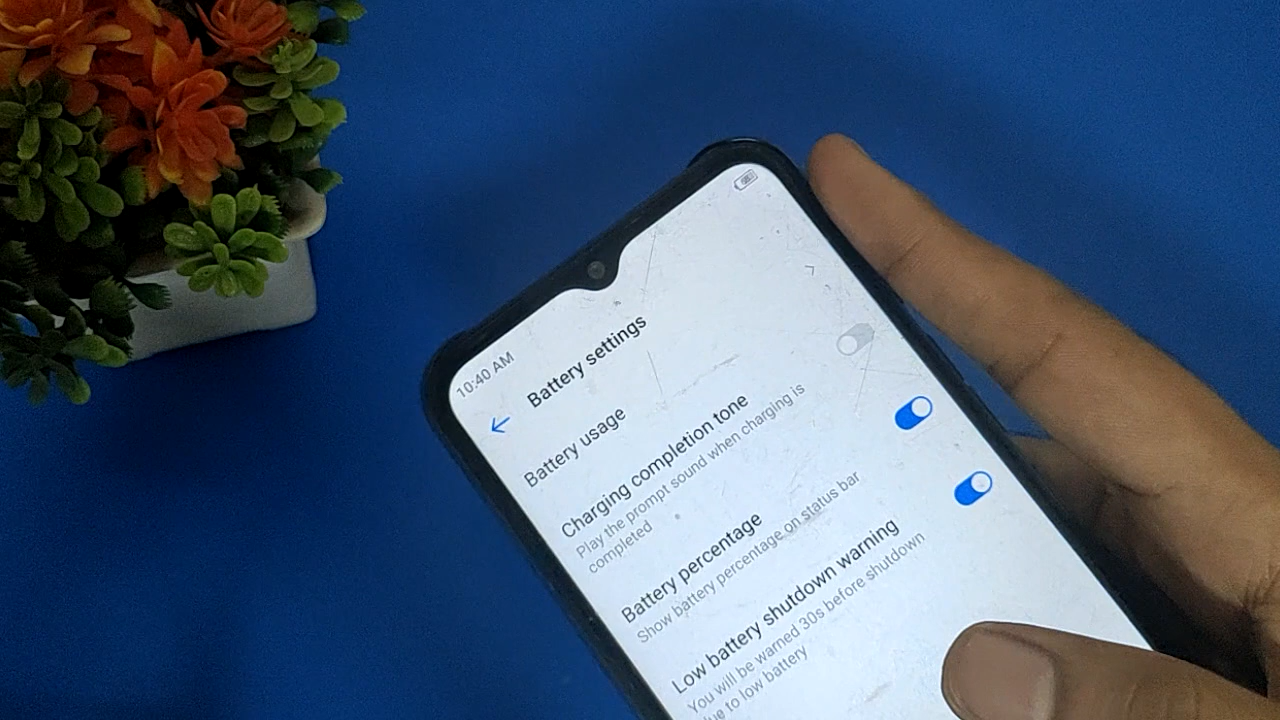 10:40 AM
Battery settings
Battery usage
Charging completion tone
Play the prompt sound when charging is
completed
Battery percentage
Show battery percentage on status bar
Low battery shutdown warning
You will be warned 30s before shutdown
due to low battery